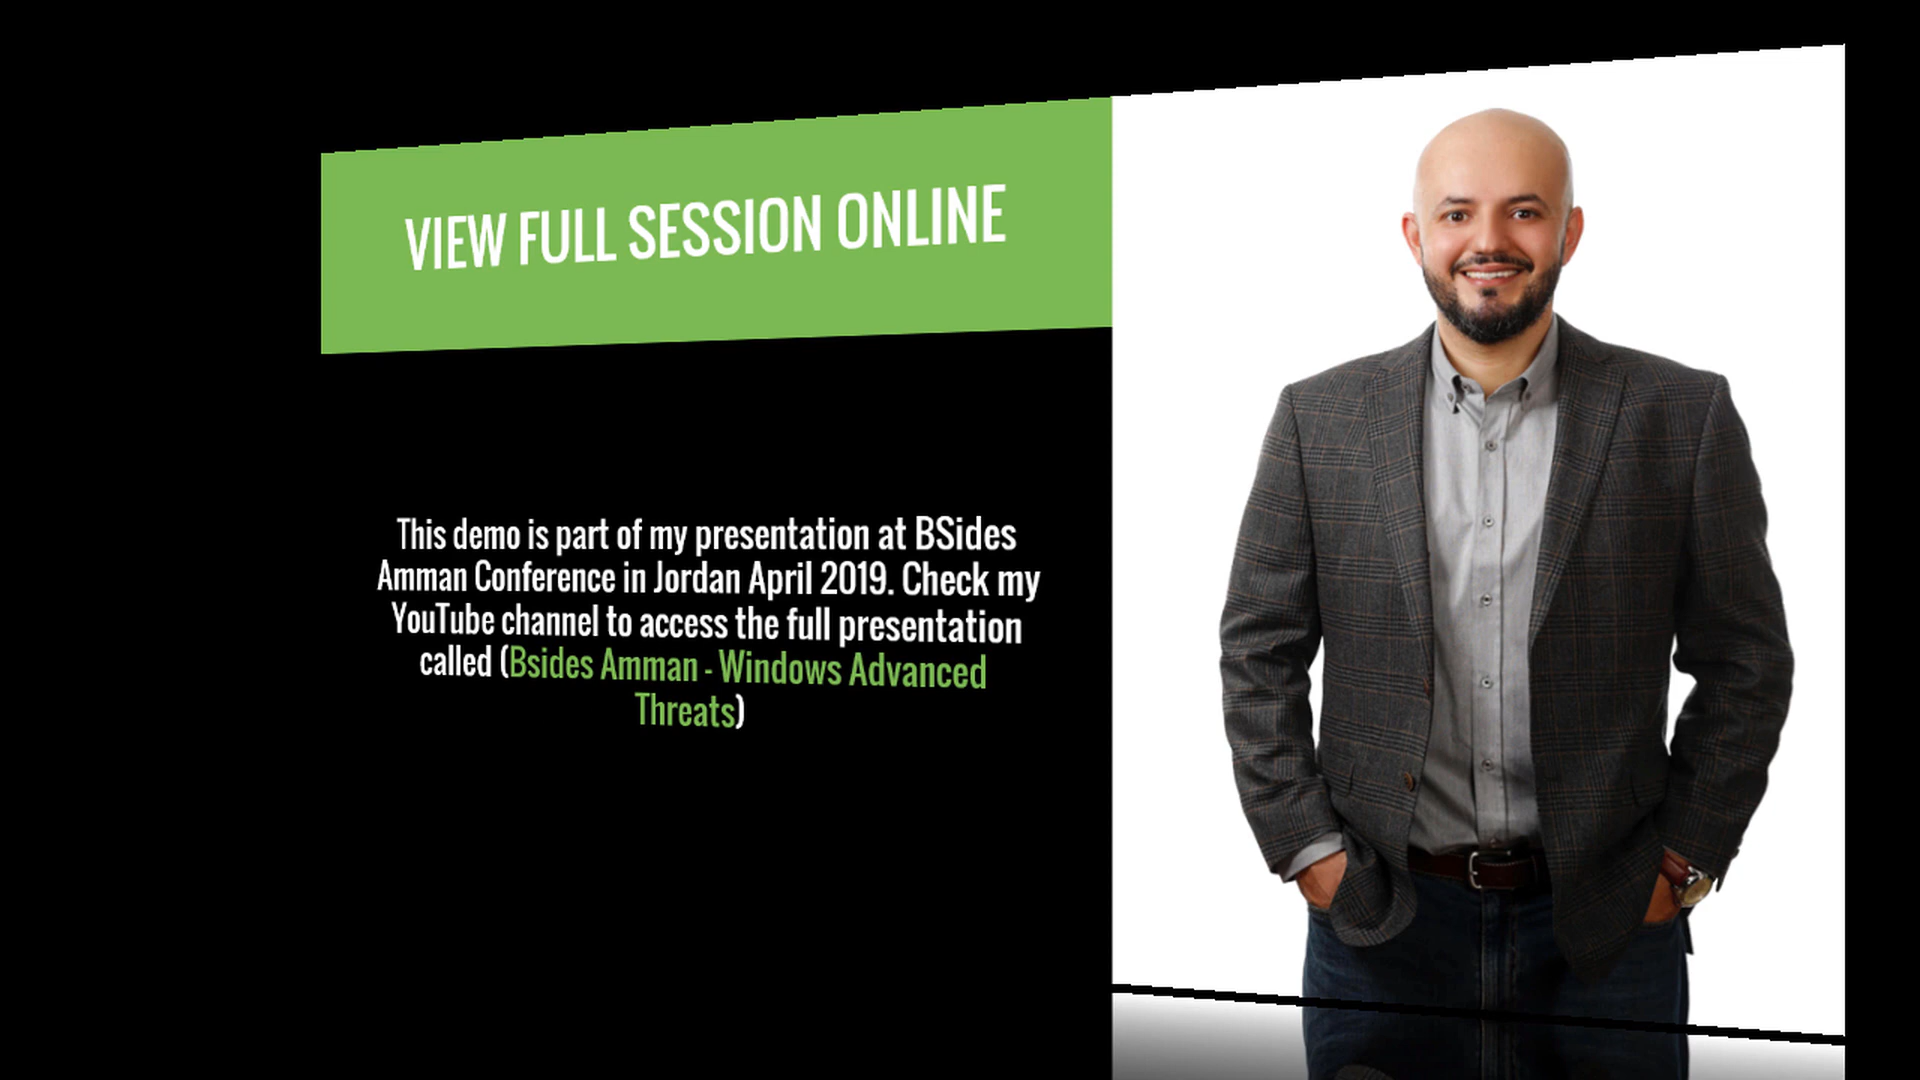 VIEW FULL SESSION ONLINE
This demo is part of my presentation at BSides
Amman Conference in Jordan April 2019. Check my
YouTube channel to access the full presentation
called (Bsides Amman - Windows Advanced
Threats)